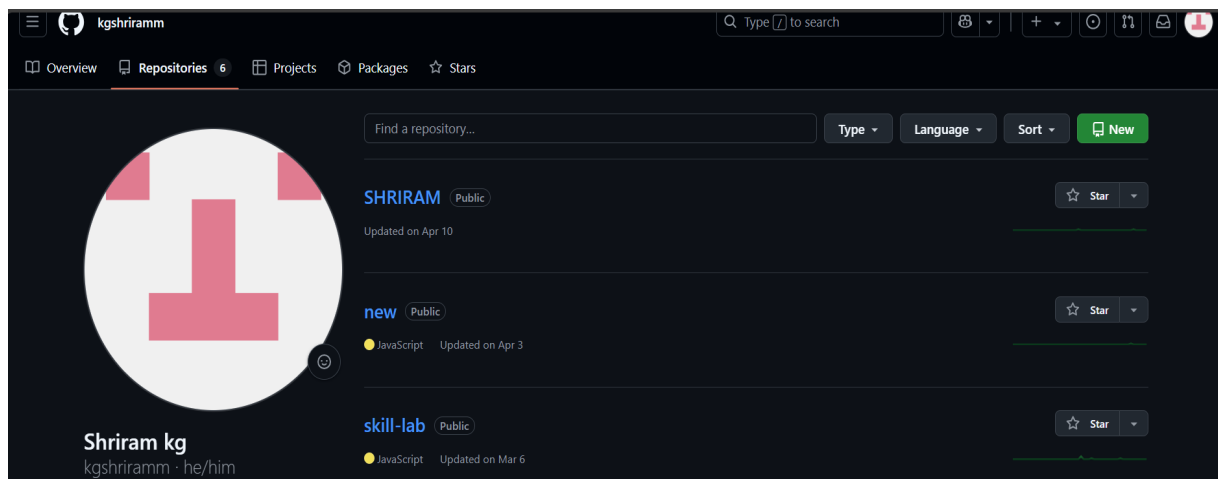 kgshriramm
Type / to search
Overview Repositories 6 Projects Packages Stars
Find a repository...
Type Language Sort New
SHRIRAM Public
Star
Updated on Apr 10
new Public
Star
JavaScript Updated on Apr 3
skill-lab Public
Star
JavaScript Updated on Mar 6
Shriram kg
kgshriramm · he/him